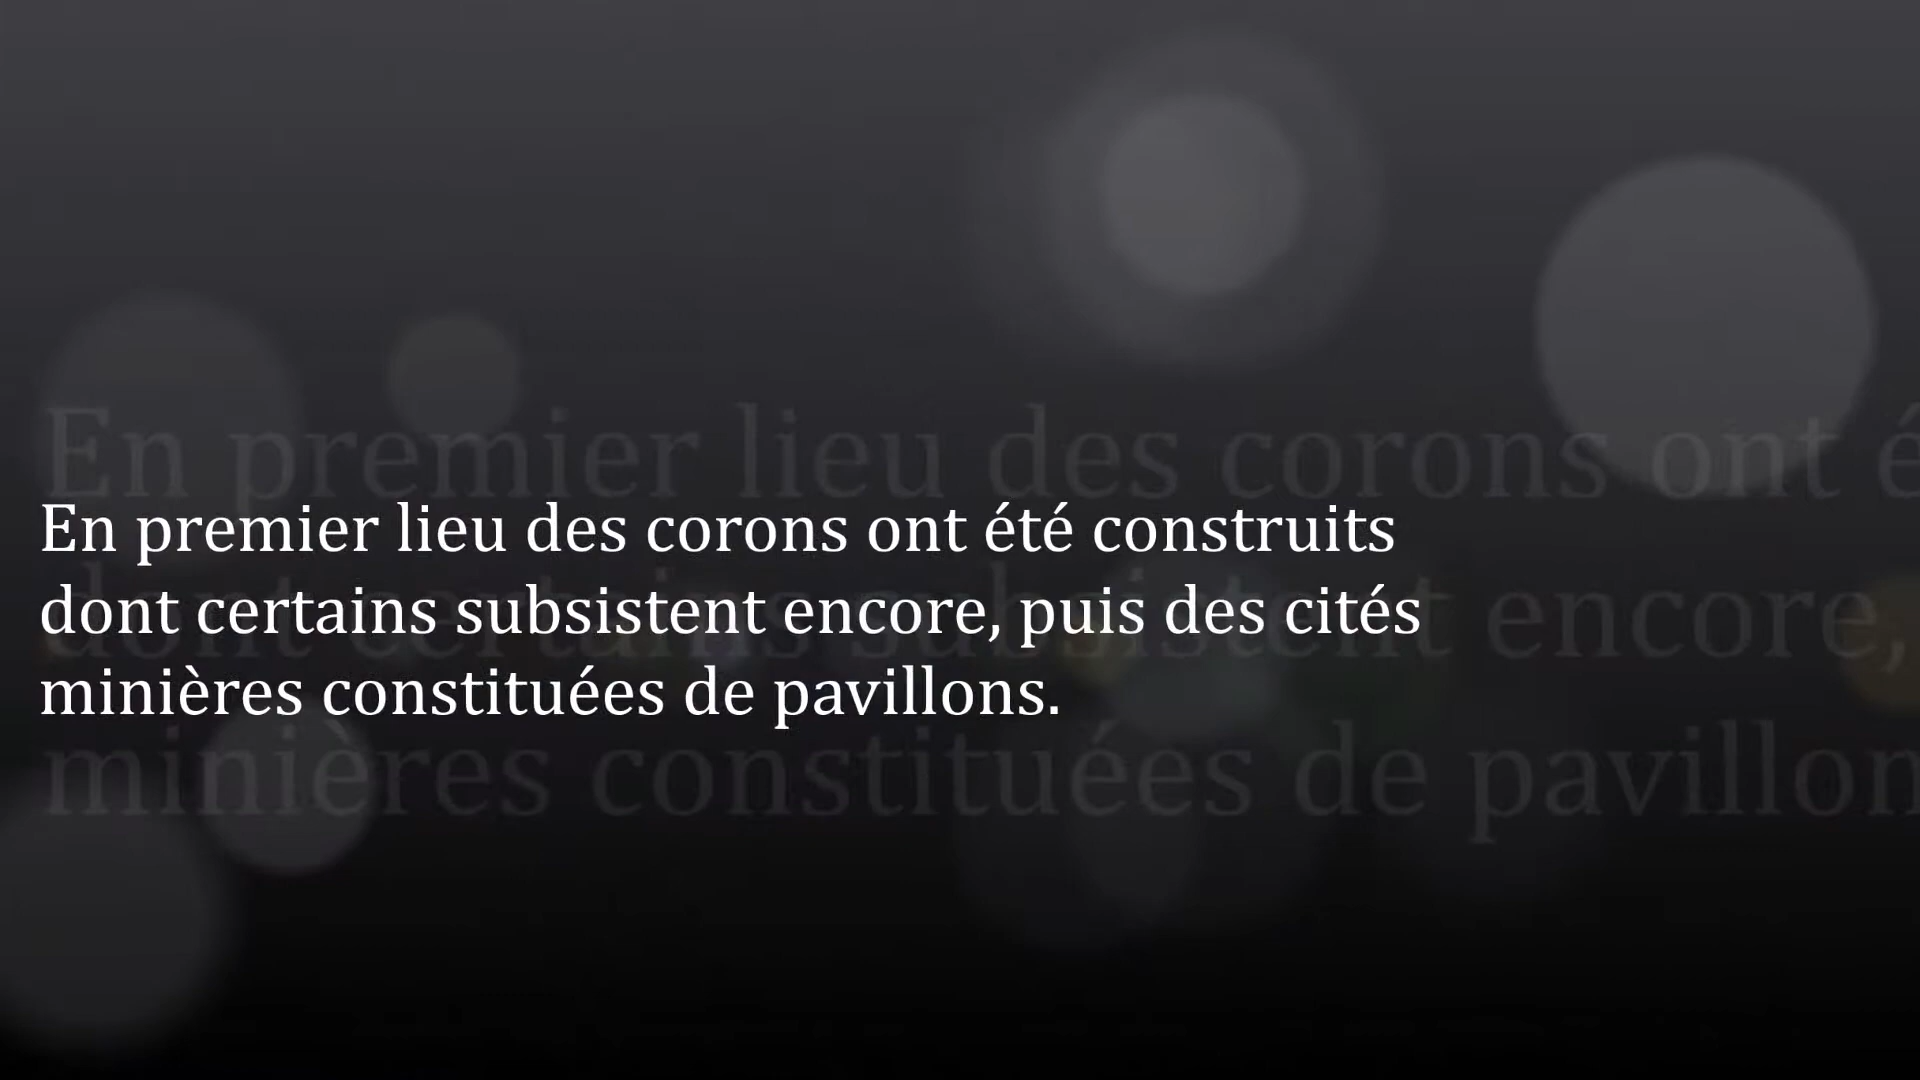 En premier lieu des corons ont été construits
dont certains subsistent encore, puis des cités
minières constituées de pavillons.